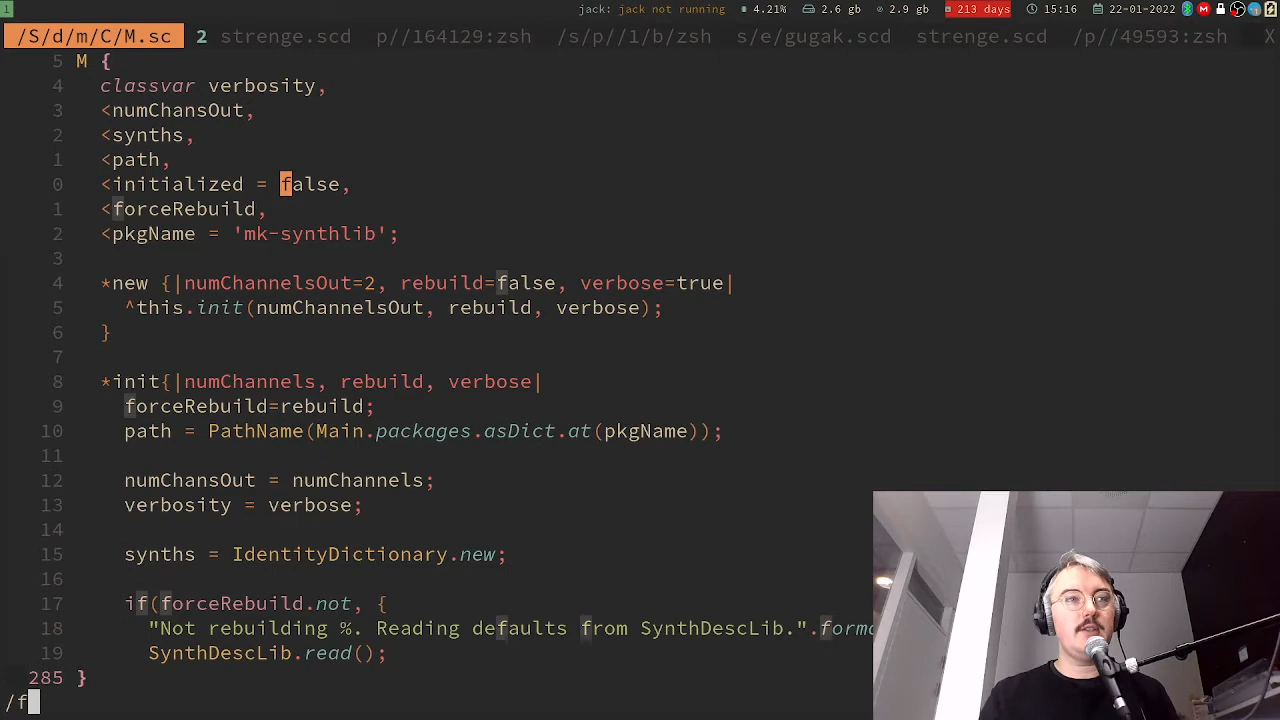 1 jack: jack not running 4.21% 2.6 gb 2.9 gb 213 days 15:16 22-01-2022
/S/d/m/C/M.sc 2 strenge.scd p//164129:zsh /s/p//1/b/zsh s/e/gugak.scd strenge.scd /p//49593:zsh X
5 M {
4 classvar verbosity,
3 <numChansOut,
2 <synths,
1 <path,
0 <initialized = false,
1 <forceRebuild,
2 <pkgName = 'mk-synthlib';
3
4 *new {|numChannelsOut=2, rebuild=false, verbose=true|
5 ^this.init(numChannelsOut, rebuild, verbose);
6 }
7
8 *init{|numChannels, rebuild, verbose|
9 forceRebuild=rebuild;
10 path = PathName(Main.packages.asDict.at(pkgName));
11
12 numChansOut = numChannels;
13 verbosity = verbose;
14
15 synths = IdentityDictionary.new;
16
17 if(forceRebuild.not, {
18 "Not rebuilding %. Reading defaults from SynthDescLib.".forma
19 SynthDescLib.read();
285 }
/f